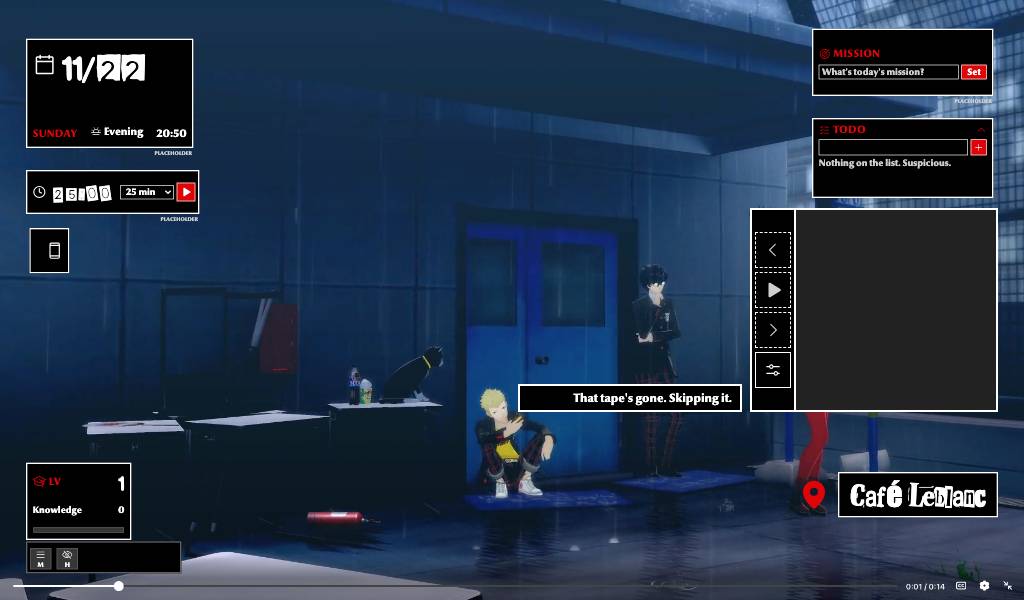 11/22
SUNDAY Evening 20:50
PLACEHOLDER
25:00 25 min
PLACEHOLDER
MISSION
What's today's mission? Set
PLACEHOLDER
TODO
+
Nothing on the list. Suspicious.
That tape's gone. Skipping it.
LV 1
Knowledge 0
M H
Café Leblanc
0:01 / 0:14 CC